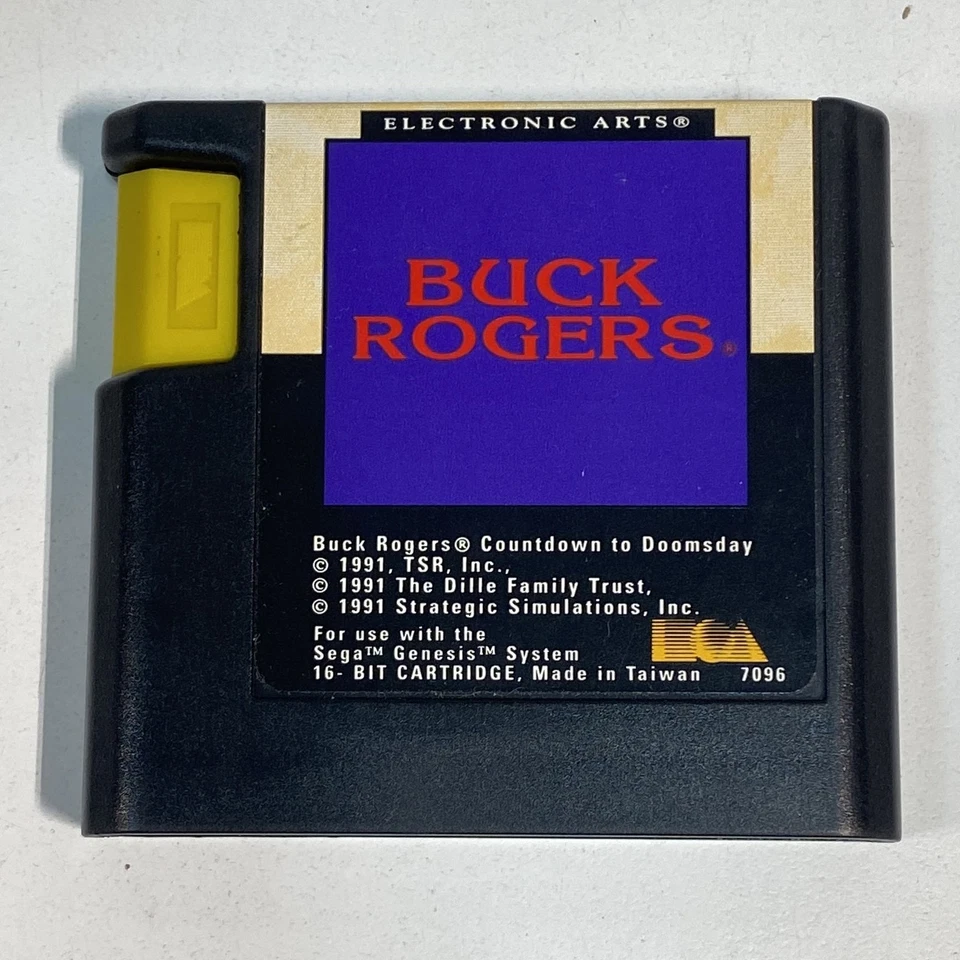 ELECTRONIC ARTS®
BUCK
ROGERS®
Buck Rogers® Countdown to Doomsday
© 1991, TSR, Inc.,
© 1991 The Dille Family Trust,
© 1991 Strategic Simulations, Inc.
For use with the
Sega™ Genesis™ System
16- BIT CARTRIDGE, Made in Taiwan 7096
EA